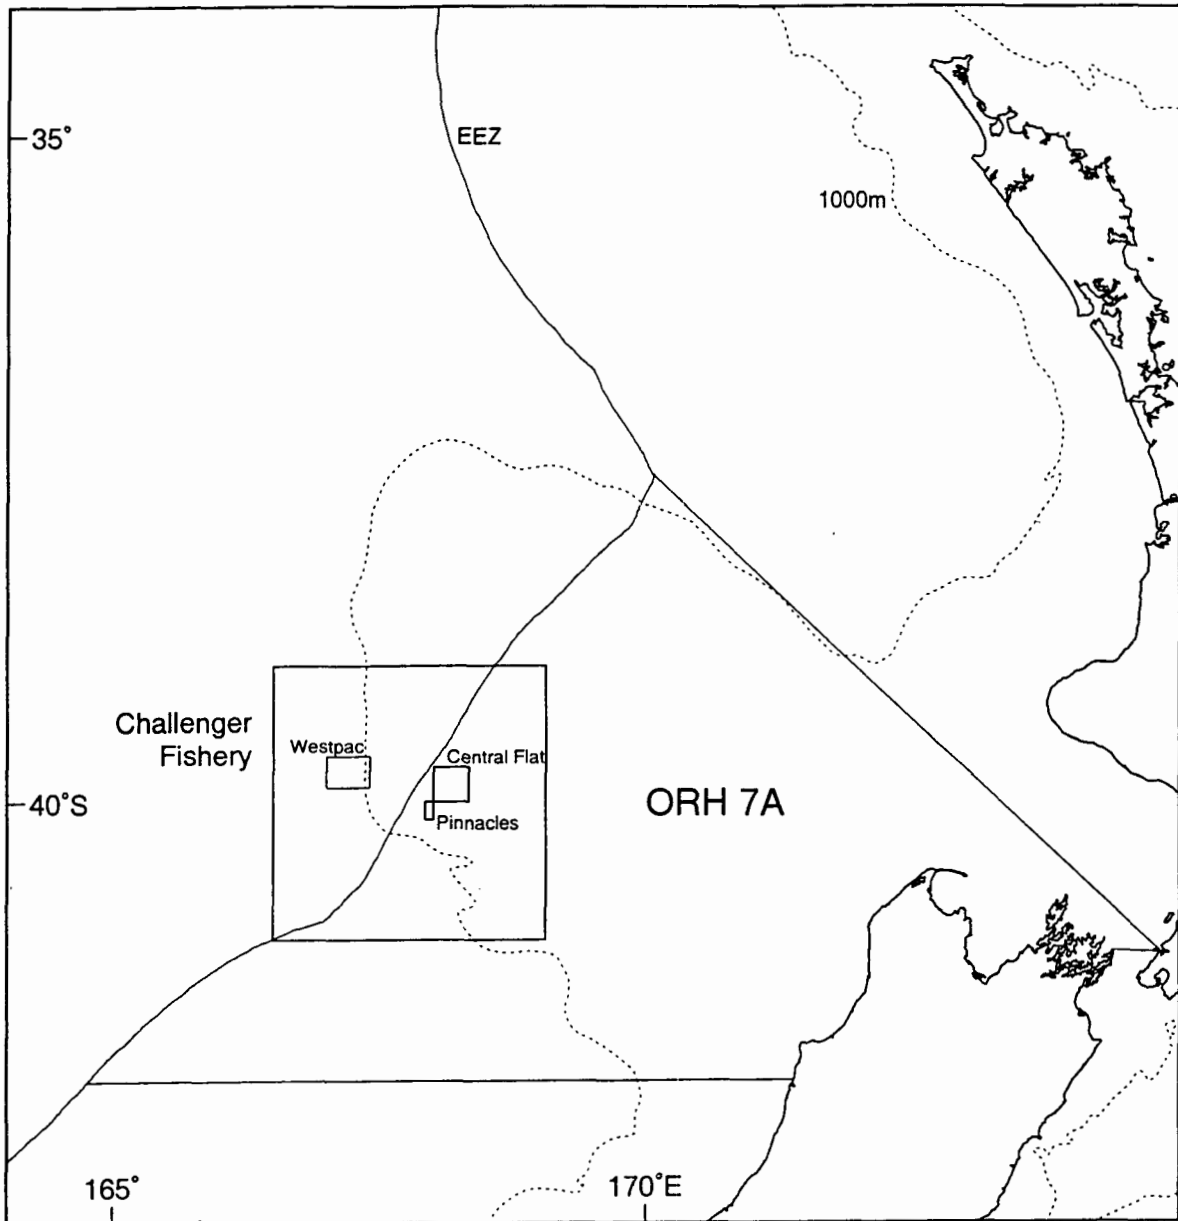 35°
EEZ
1000m
Challenger
Fishery
Westpac
Central Flat
40°S
ORH 7A
Pinnacles
165°
170°E